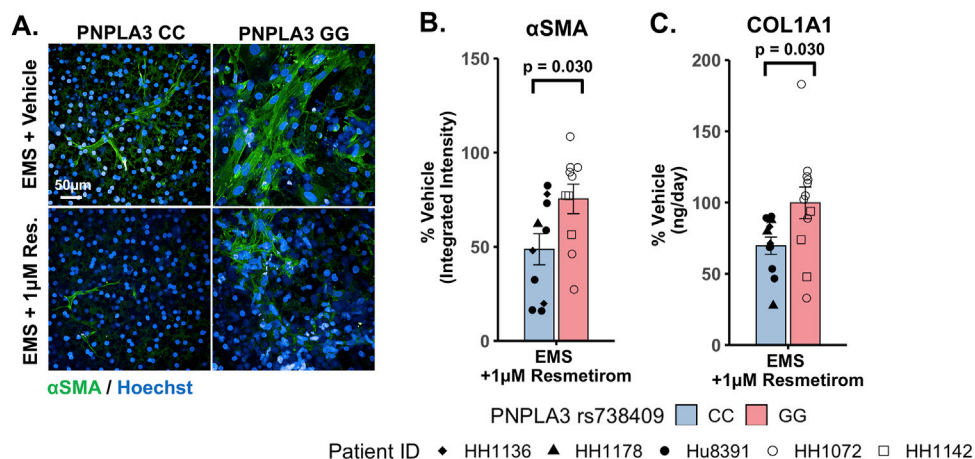 A.
PNPLA3 CC PNPLA3 GG
EMS + Vehicle
50µm
EMS + 1µM Res.
αSMA / Hoechst
B.
αSMA
p = 0.030
% Vehicle
(Integrated Intensity)
150
100
50
0
EMS
+1µM Resmetirom
C.
COL1A1
p = 0.030
% Vehicle
(ng/day)
200
150
100
50
0
EMS
+1µM Resmetirom
PNPLA3 rs738409 CC GG
Patient ID HH1136 HH1178 Hu8391 HH1072 HH1142